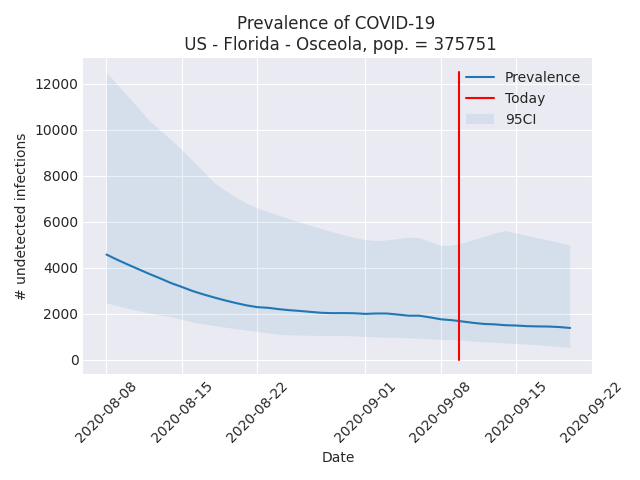 Prevalence of COVID-19
US - Florida - Osceola, pop. = 375751
Prevalence
Today
95CI
12000
10000
8000
6000
4000
2000
0
# undetected infections
2020-08-08
2020-08-15
2020-08-22
2020-09-01
2020-09-08
2020-09-15
2020-09-22
Date